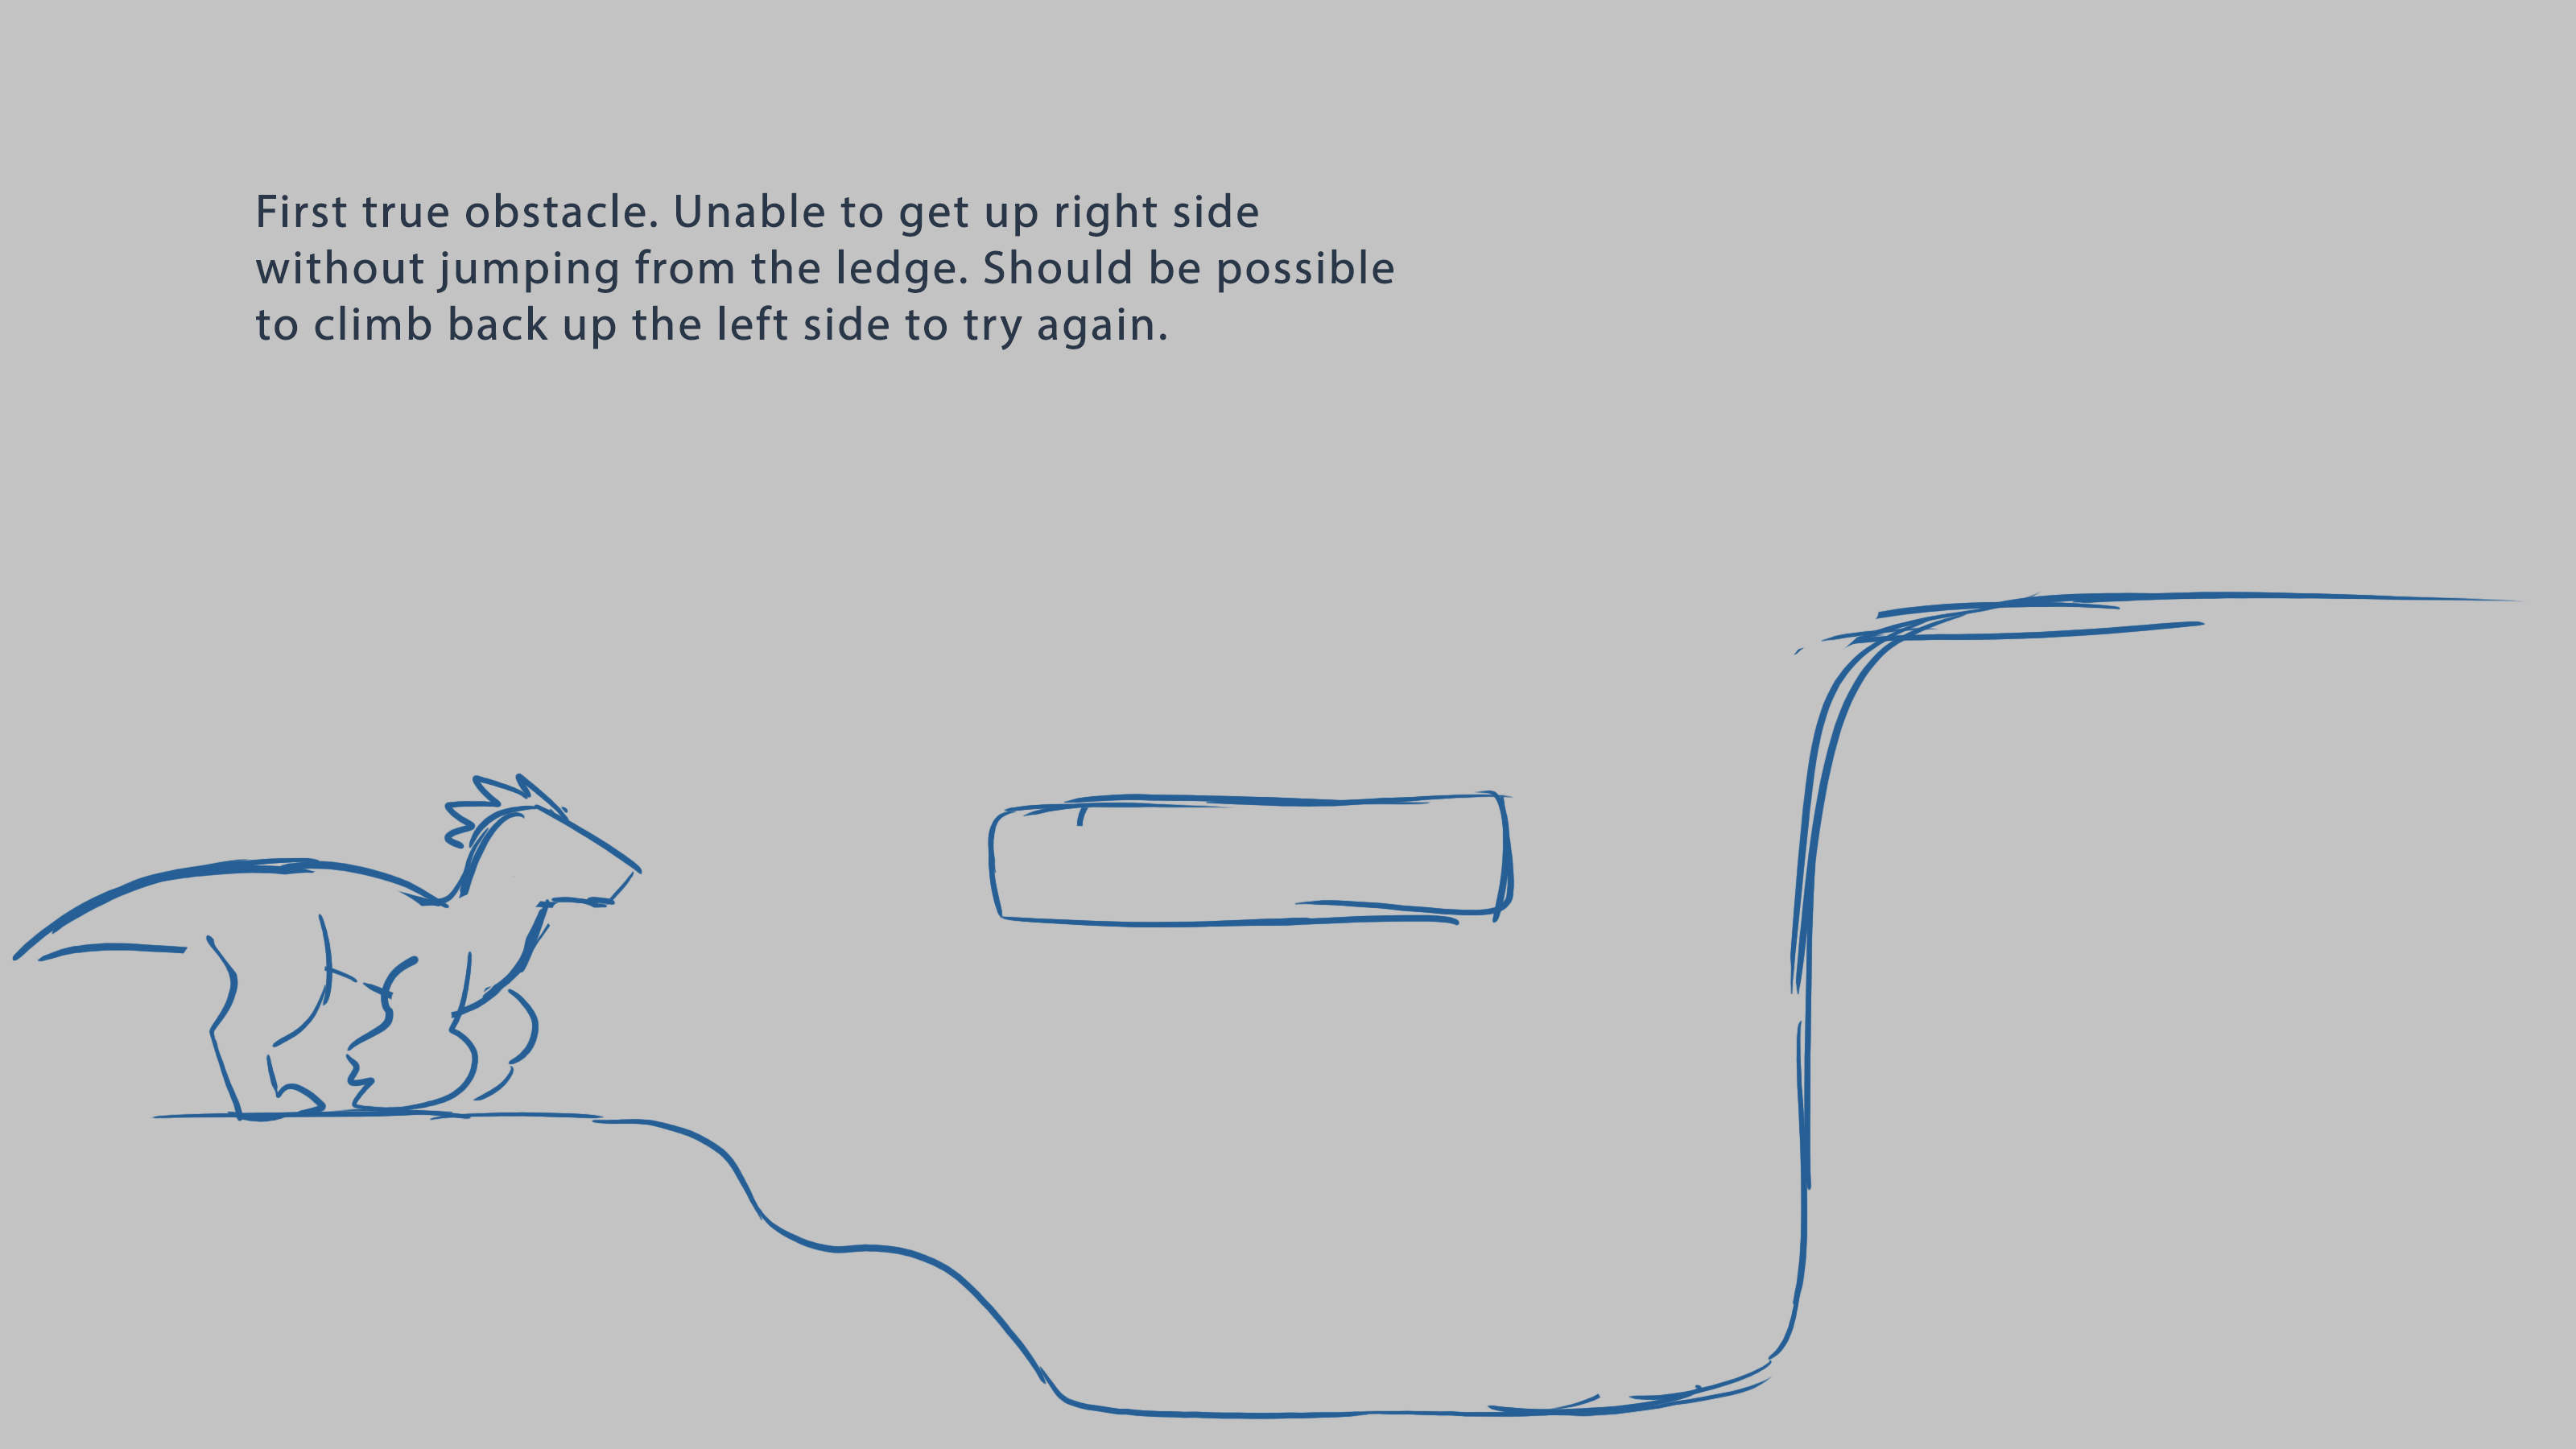 First true obstacle. Unable to get up right side
without jumping from the ledge. Should be possible
to climb back up the left side to try again.